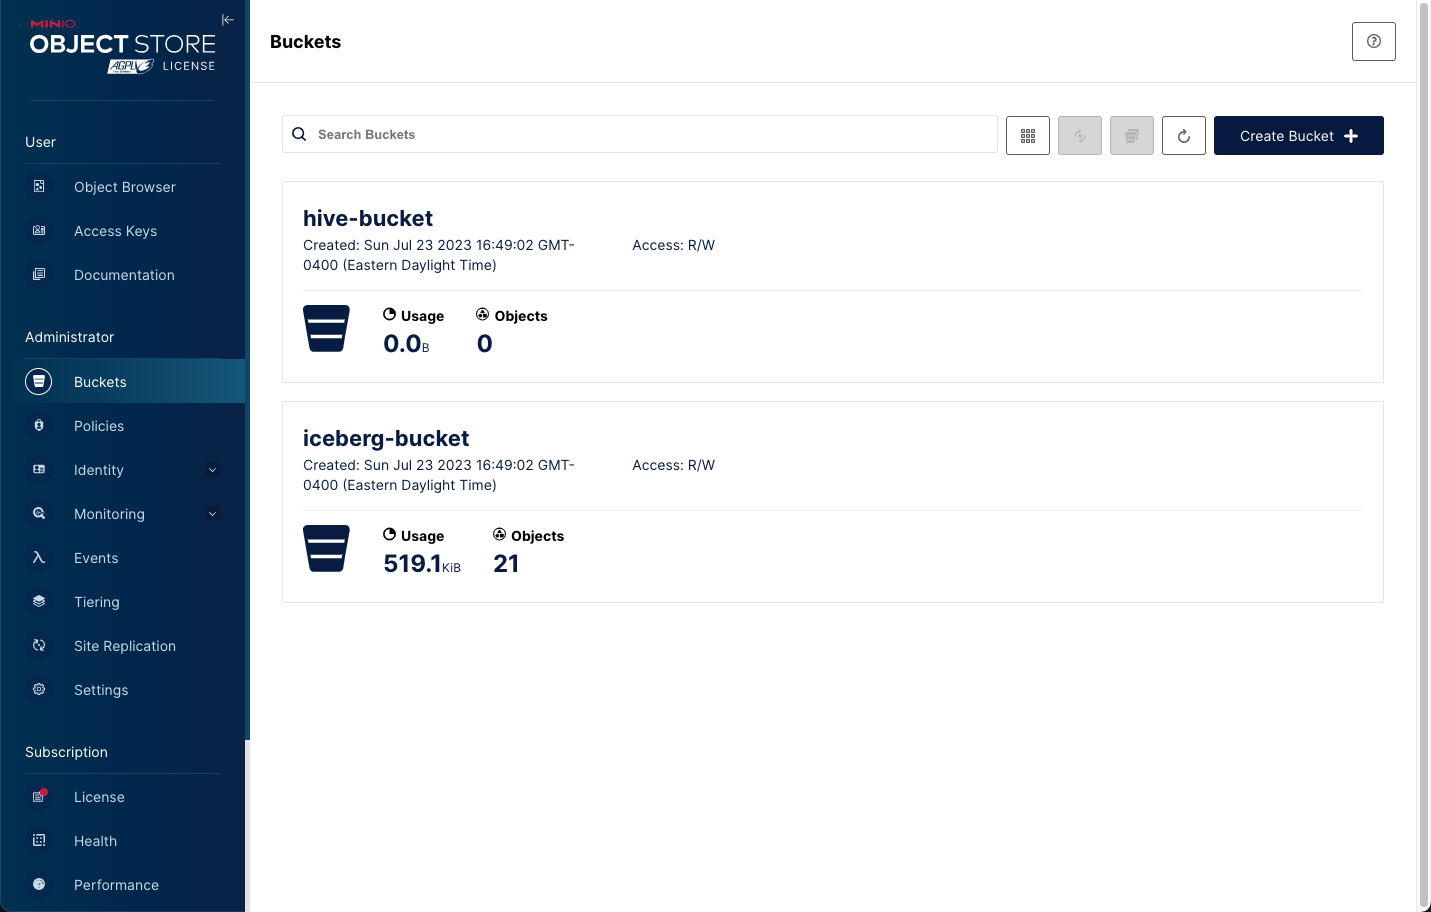 MINIO
OBJECT STORE
AGPLv3 LICENSE
User
Object Browser
Access Keys
Documentation
Administrator
Buckets
Policies
Identity
Monitoring
Events
Tiering
Site Replication
Settings
Subscription
License
Health
Performance
Buckets
Search Buckets
Create Bucket
hive-bucket
Created: Sun Jul 23 2023 16:49:02 GMT-
0400 (Eastern Daylight Time)
Access: R/W
Usage
0.0B
Objects
0
iceberg-bucket
Created: Sun Jul 23 2023 16:49:02 GMT-
0400 (Eastern Daylight Time)
Access: R/W
Usage
519.1KiB
Objects
21